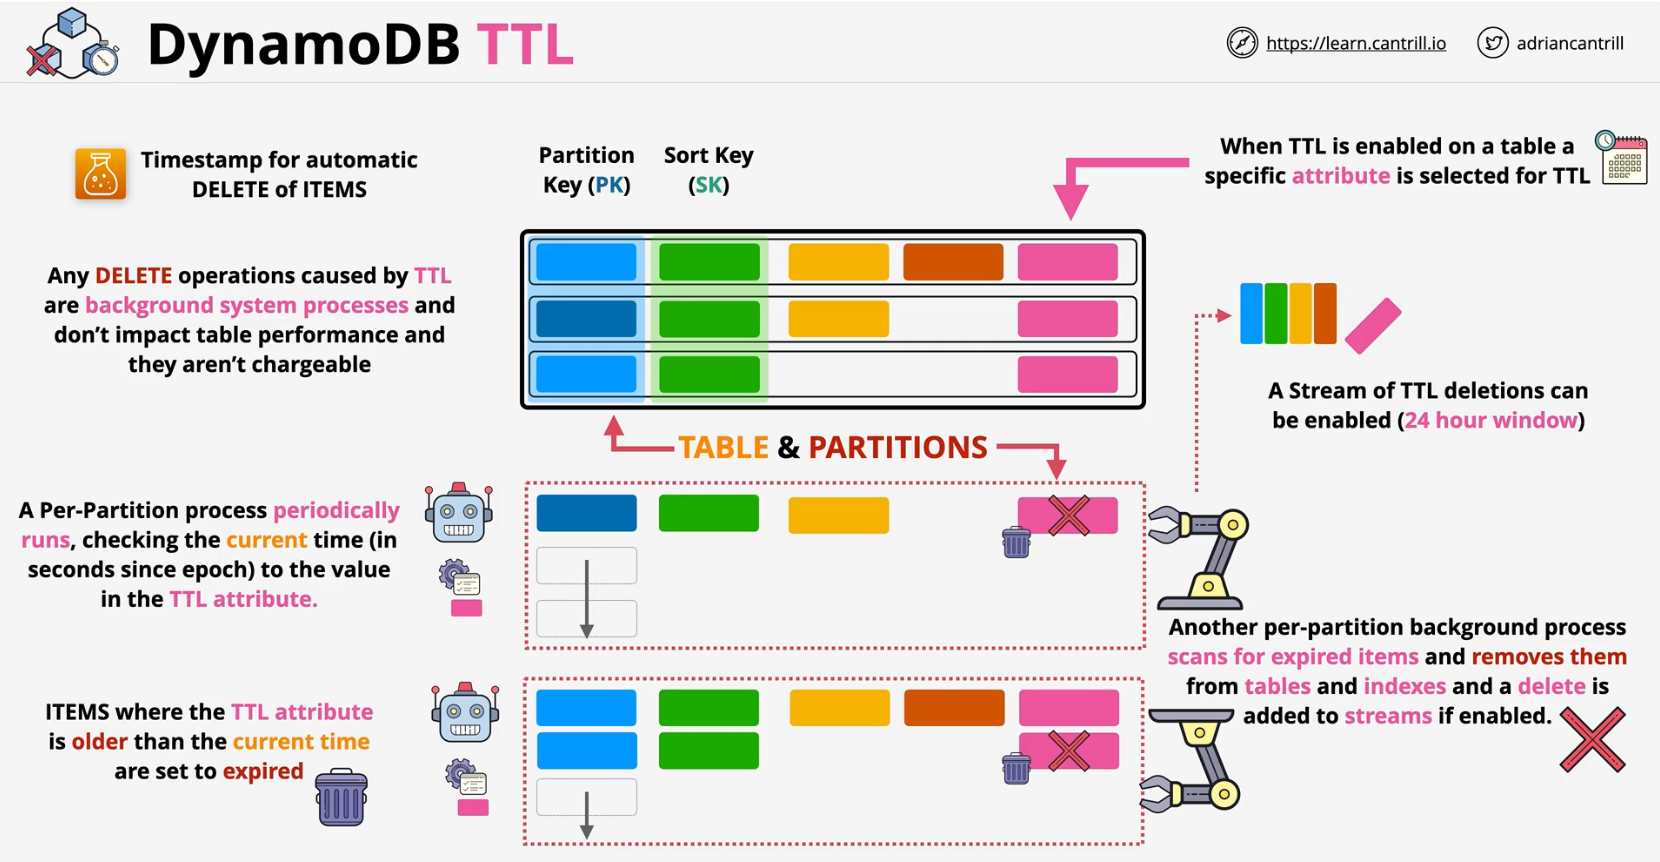 DynamoDB TTL
https://learn.cantrill.io
adriancantrill
Timestamp for automatic
DELETE of ITEMS
Partition
Key (PK)
Sort Key
(SK)
When TTL is enabled on a table a
specific attribute is selected for TTL
Any DELETE operations caused by TTL
are background system processes and
don’t impact table performance and
they aren’t chargeable
A Stream of TTL deletions can
be enabled (24 hour window)
TABLE & PARTITIONS
A Per-Partition process periodically
runs, checking the current time (in
seconds since epoch) to the value
in the TTL attribute.
Another per-partition background process
scans for expired items and removes them
from tables and indexes and a delete is
added to streams if enabled.
ITEMS where the TTL attribute
is older than the current time
are set to expired